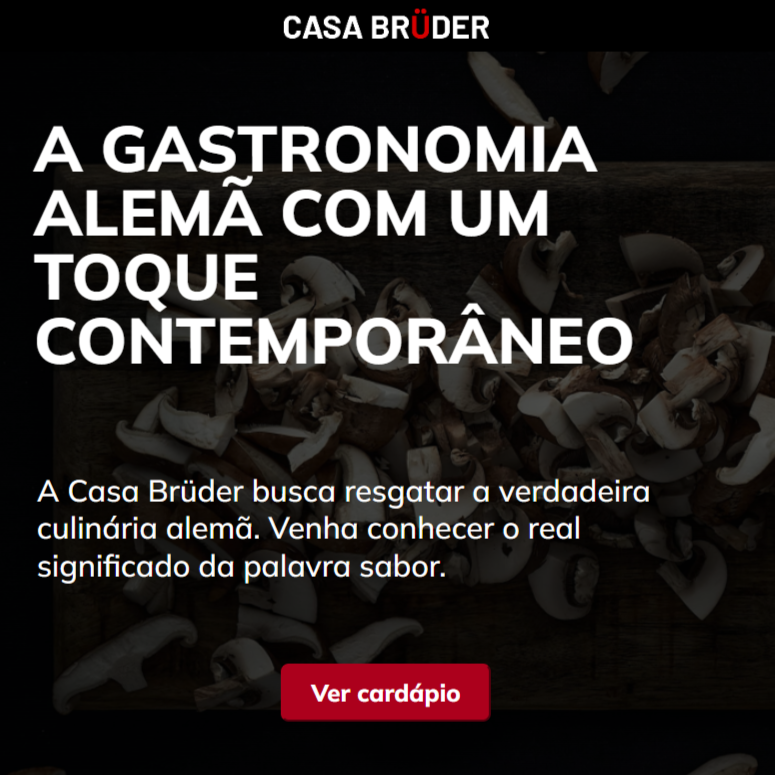 CASA BRÜDER
A GASTRONOMIA
ALEMÃ COM UM
TOQUE
CONTEMPORÂNEO
A Casa Brüder busca resgatar a verdadeira
culinária alemã. Venha conhecer o real
significado da palavra sabor.
Ver cardápio